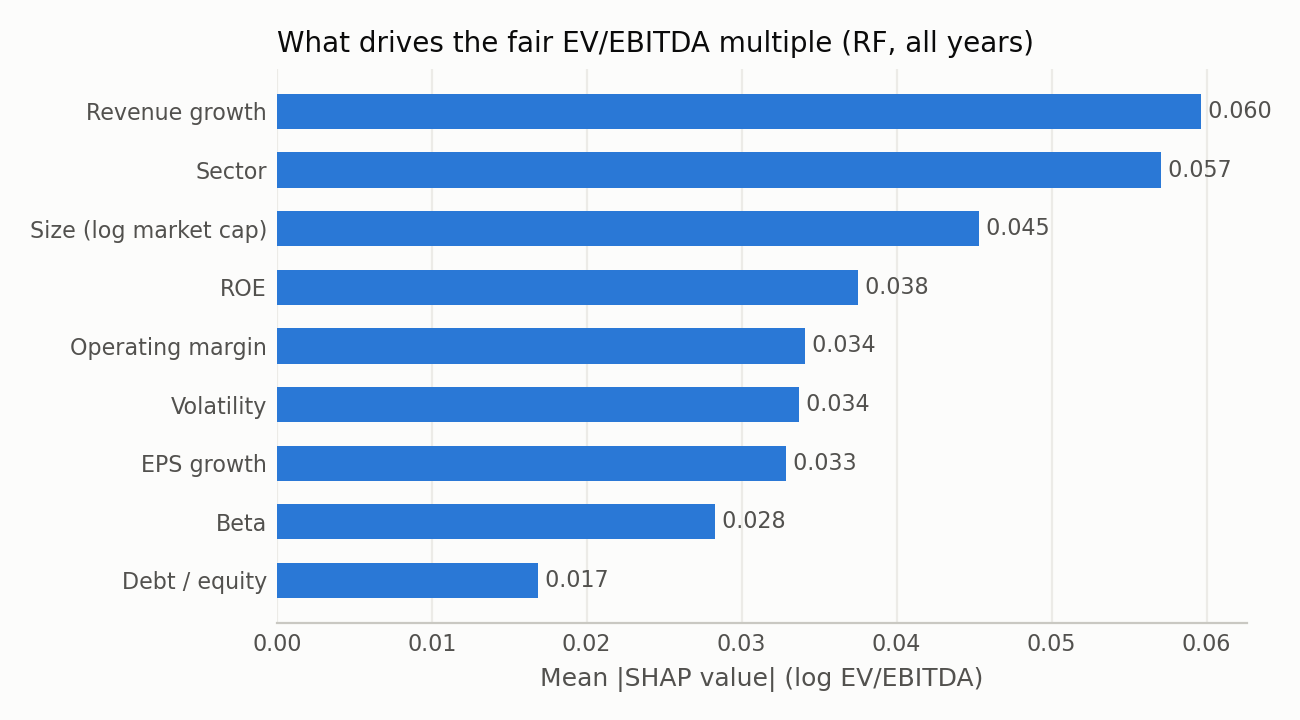 What drives the fair EV/EBITDA multiple (RF, all years)
Revenue growth 0.060
Sector 0.057
Size (log market cap) 0.045
ROE 0.038
Operating margin 0.034
Volatility 0.034
EPS growth 0.033
Beta 0.028
Debt / equity 0.017
0.00 0.01 0.02 0.03 0.04 0.05 0.06
Mean |SHAP value| (log EV/EBITDA)